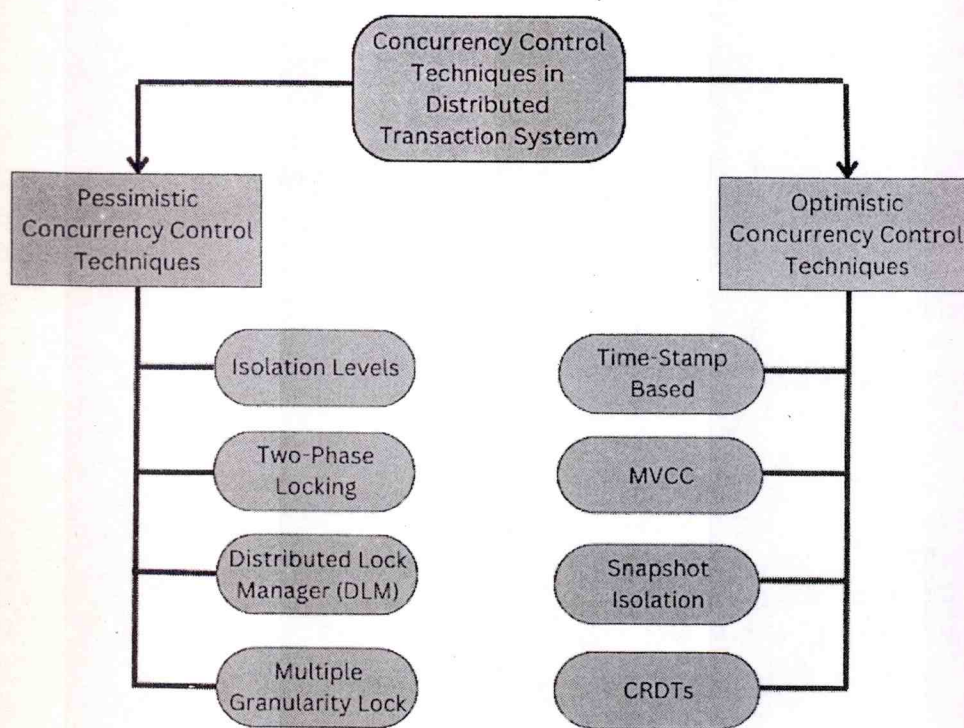 Concurrency Control
Techniques in
Distributed
Transaction System
Pessimistic
Concurrency Control
Techniques
Optimistic
Concurrency Control
Techniques
Isolation Levels
Two-Phase
Locking
Distributed Lock
Manager (DLM)
Multiple
Granularity Lock
Time-Stamp
Based
MVCC
Snapshot
Isolation
CRDTs